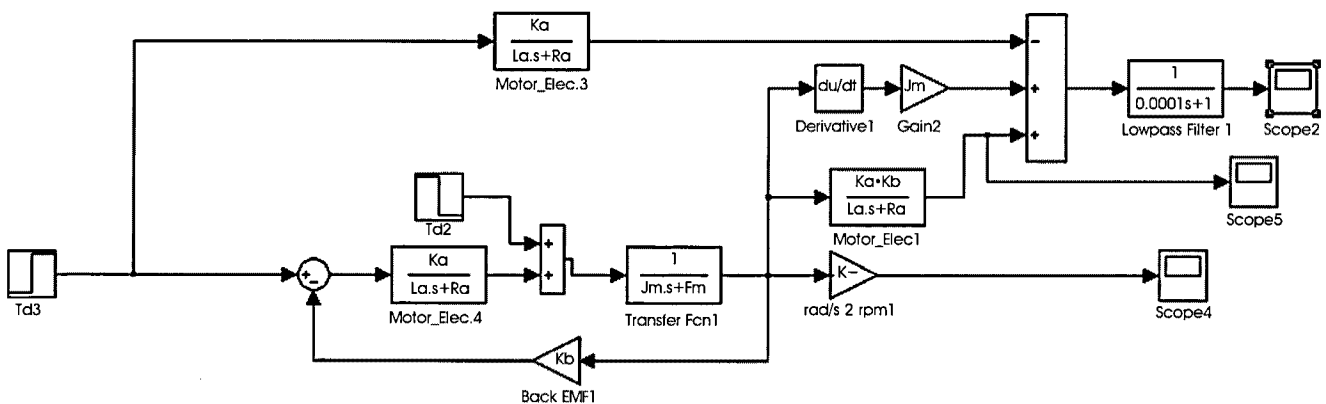 Ka
La.s+Ra
Motor_Elec.3
−
du/dt
Derivative1
Jm
Gain2
+
+
1
0.0001s+1
Lowpass Filter 1
Scope2
Ka•Kb
La.s+Ra
Motor_Elec1
Scope5
Td2
Td3
+
−
Ka
La.s+Ra
Motor_Elec.4
+
+
1
Jm.s+Fm
Transfer Fcn1
K−
rad/s 2 rpm1
Scope4
Kb
Back EMF1